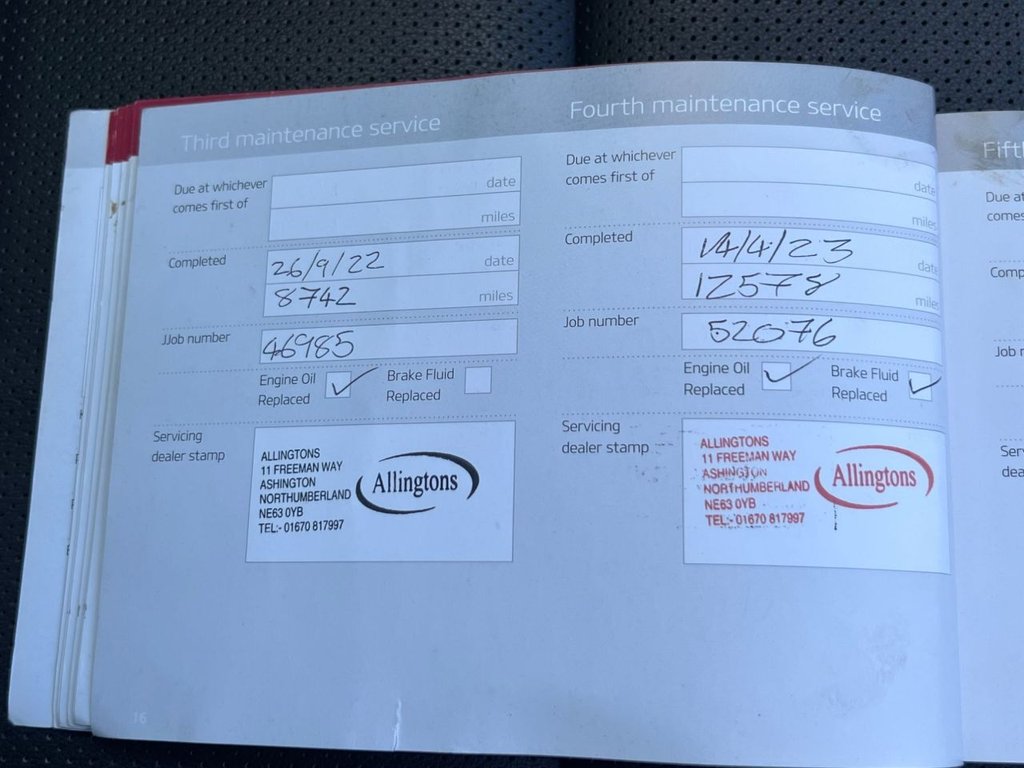 Third maintenance service
Due at whichever
comes first of
date
miles
Completed
26/9/22 date
8742 miles
JJob number
46985
Engine Oil
Replaced
Brake Fluid
Replaced
Servicing
dealer stamp
ALLINGTONS
11 FREEMAN WAY
ASHINGTON
NORTHUMBERLAND
NE63 0YB
TEL:- 01670 817997
Allingtons
16
Fourth maintenance service
Due at whichever
comes first of
date
miles
Completed
14/4/23 date
12578 miles
Job number
52076
Engine Oil
Replaced
Brake Fluid
Replaced
Servicing
dealer stamp
ALLINGTONS
11 FREEMAN WAY
ASHINGTON
NORTHUMBERLAND
NE63 0YB
TEL:- 01670 817997
Allingtons
Due at